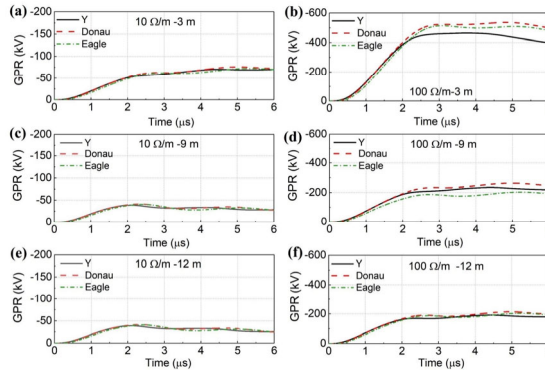 (a)
-200
-150
-100
-50
0
GPR (kV)
Y
Donau
Eagle
10 Ω/m -3 m
0 1 2 3 4 5 6
Time (μs)
(b)
-600
-400
-200
0
GPR (kV)
Y
Donau
Eagle
100 Ω/m-3 m
0 1 2 3 4 5
Time (μs)
(c)
-200
-150
-100
-50
0
GPR (kV)
Y
Donau
Eagle
10 Ω/m -9 m
0 1 2 3 4 5 6
Time (μs)
(d)
-600
-400
-200
0
GPR (kV)
Y
Donau
Eagle
100 Ω/m -9 m
0 1 2 3 4 5
Time (μs)
(e)
-200
-150
-100
-50
0
GPR (kV)
Y
Donau
Eagle
10 Ω/m -12 m
0 1 2 3 4 5 6
Time (μs)
(f)
-600
-400
-200
0
GPR (kV)
Y
Donau
Eagle
100 Ω/m -12 m
0 1 2 3 4 5
Time (μs)